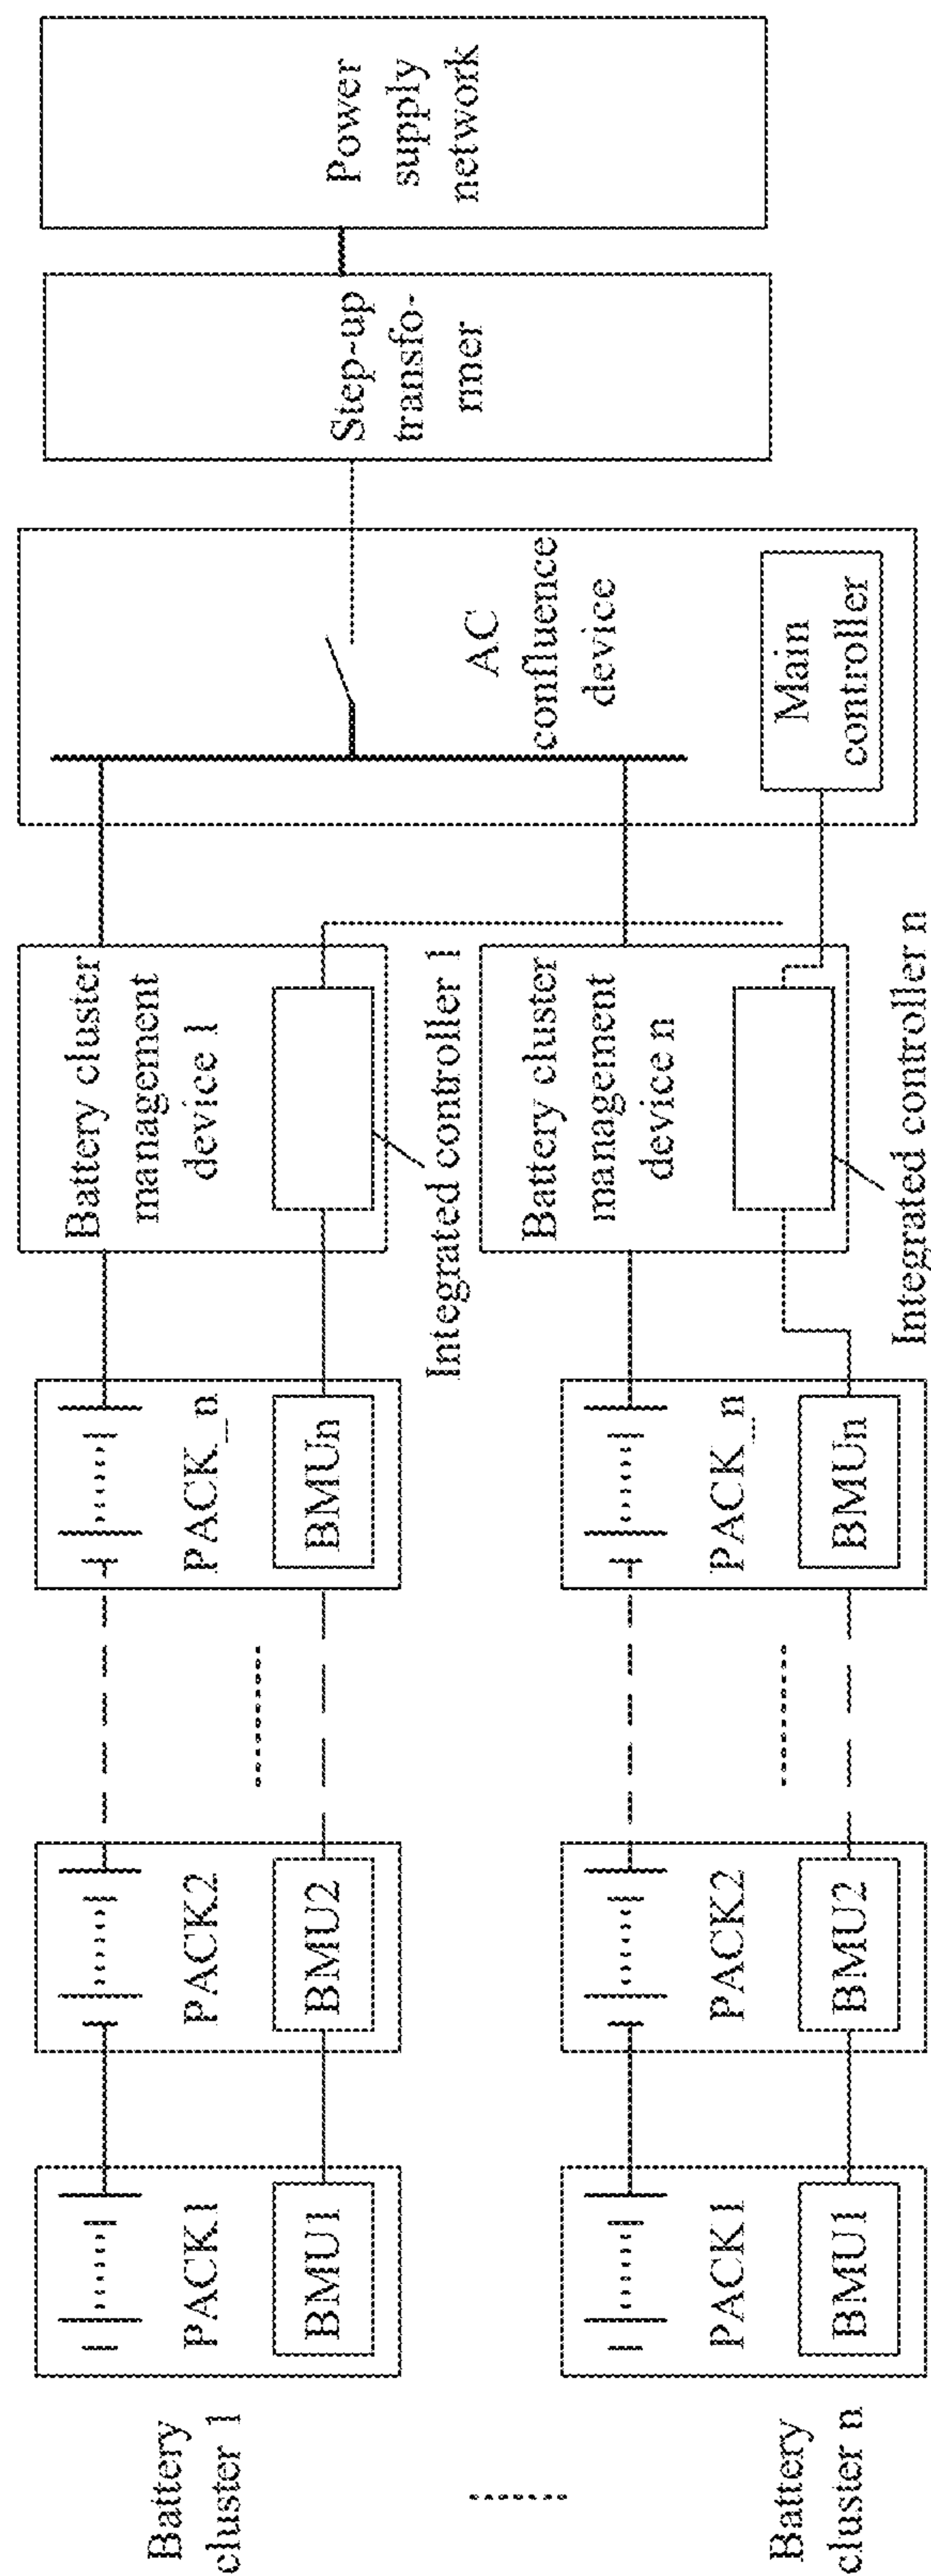 Battery
cluster 1
PACK1
BMU1
PACK2
BMU2
PACK_n
BMUn
Battery cluster
management
device 1
Integrated controller 1
Battery
cluster n
PACK1
BMU1
PACK2
BMU2
PACK_n
BMUn
Battery cluster
management
device n
Integrated controller n
AC
confluence
device
Main
controller
Step-up
transfo-
rmer
Power
supply
network